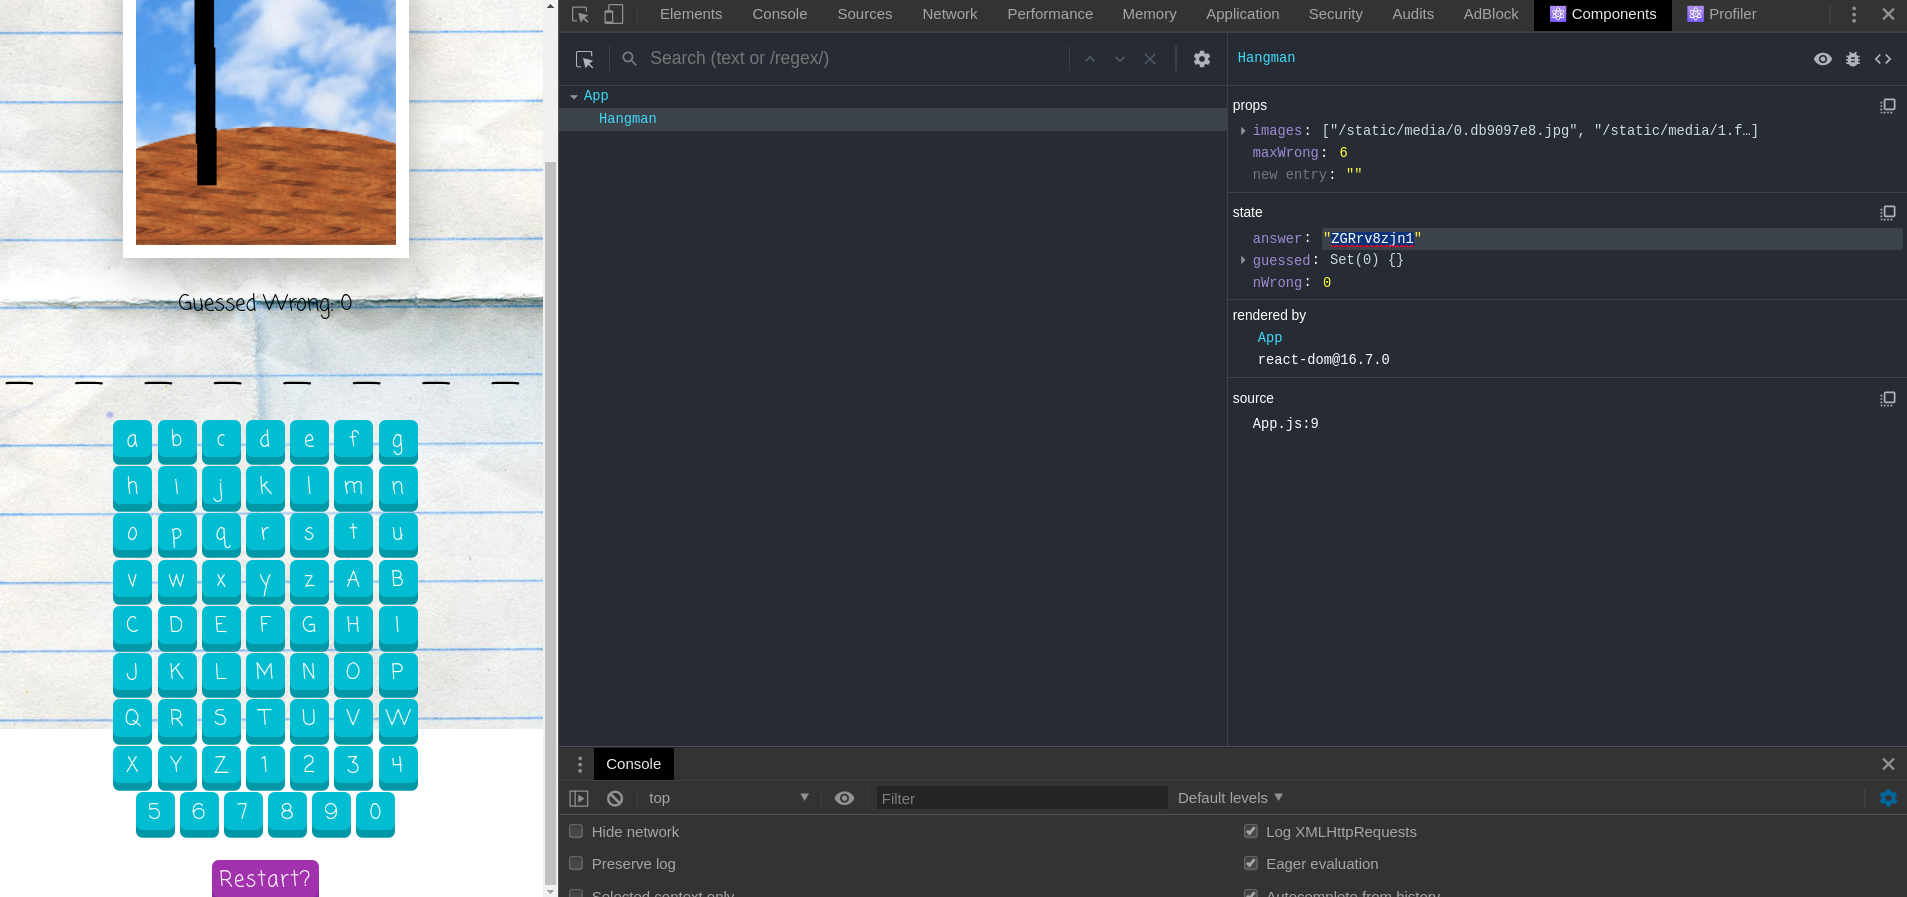 Elements Console Sources Network Performance Memory Application Security Audits AdBlock Components Profiler
Search (text or /regex/)
App
Hangman
Hangman
props
images: ["/static/media/0.db9097e8.jpg", "/static/media/1.f…]
maxWrong: 6
new entry: ""
state
answer: "ZGRrv8zjn1"
guessed: Set(0) {}
nWrong: 0
rendered by
App
react-dom@16.7.0
source
App.js:9
Guessed Wrong: 0
a b c d e f g
h i j k l m n
o p q r s t u
v w x y z A B
C D E F G H I
J K L M N O P
Q R S T U V W
X Y Z 1 2 3 4
5 6 7 8 9 0
Restart?
Console
top Filter Default levels
Hide network Log XMLHttpRequests
Preserve log Eager evaluation
Selected context only Autocomplete from history